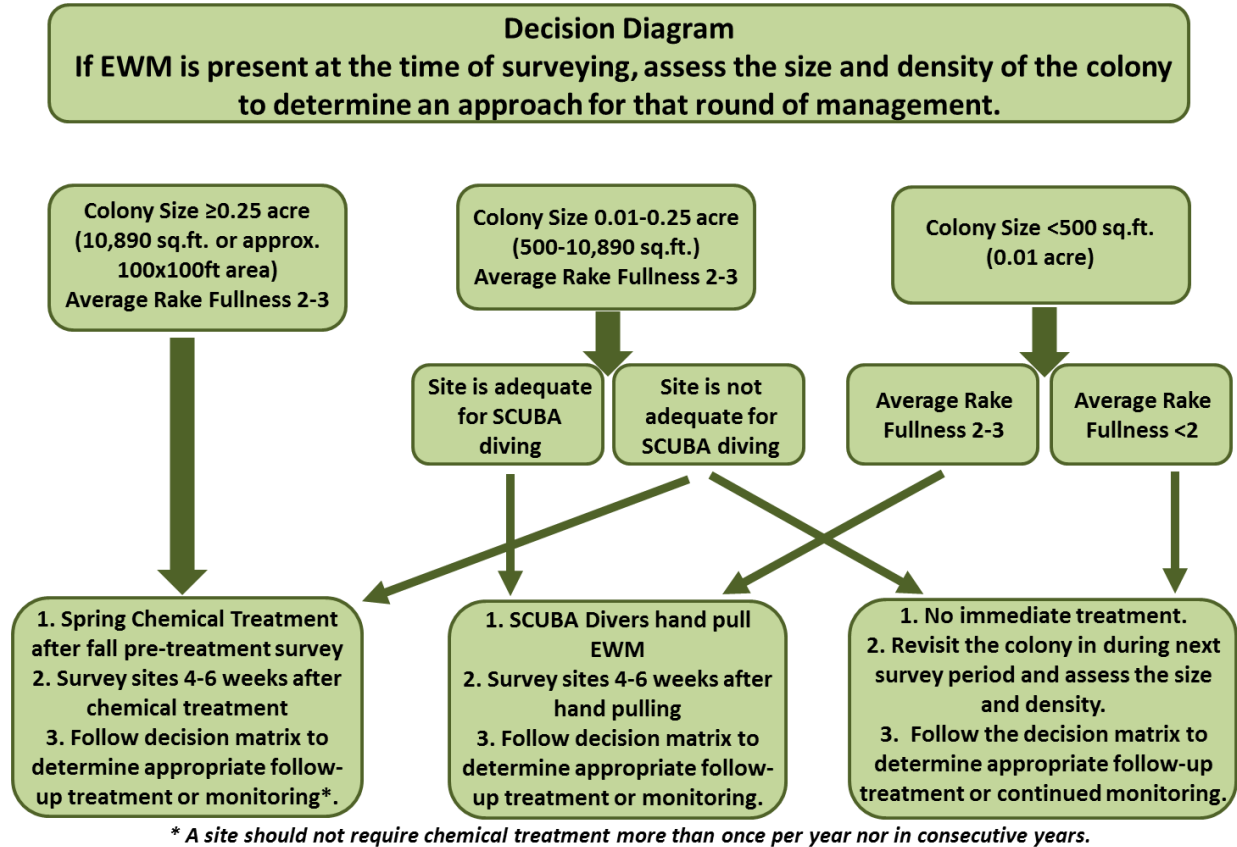 Decision Diagram
If EWM is present at the time of surveying, assess the size and density of the colony
to determine an approach for that round of management.
Colony Size ≥0.25 acre
(10,890 sq.ft. or approx.
100x100ft area)
Average Rake Fullness 2-3
Colony Size 0.01-0.25 acre
(500-10,890 sq.ft.)
Average Rake Fullness 2-3
Colony Size <500 sq.ft.
(0.01 acre)
Site is adequate
for SCUBA
diving
Site is not
adequate for
SCUBA diving
Average Rake
Fullness 2-3
Average Rake
Fullness <2
1. Spring Chemical Treatment
after fall pre-treatment survey
2. Survey sites 4-6 weeks after
chemical treatment
3. Follow decision matrix to
determine appropriate follow-
up treatment or monitoring*.
1. SCUBA Divers hand pull
EWM
2. Survey sites 4-6 weeks after
hand pulling
3. Follow decision matrix to
determine appropriate follow-
up treatment or monitoring.
1. No immediate treatment.
2. Revisit the colony in during next
survey period and assess the size
and density.
3. Follow the decision matrix to
determine appropriate follow-up
treatment or continued monitoring.
* A site should not require chemical treatment more than once per year nor in consecutive years.